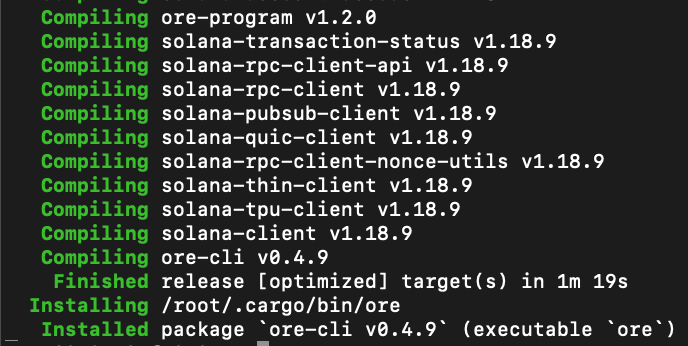 Compiling ore-program v1.2.0
Compiling solana-transaction-status v1.18.9
Compiling solana-rpc-client-api v1.18.9
Compiling solana-rpc-client v1.18.9
Compiling solana-pubsub-client v1.18.9
Compiling solana-quic-client v1.18.9
Compiling solana-rpc-client-nonce-utils v1.18.9
Compiling solana-thin-client v1.18.9
Compiling solana-tpu-client v1.18.9
Compiling solana-client v1.18.9
Compiling ore-cli v0.4.9
Finished release [optimized] target(s) in 1m 19s
Installing /root/.cargo/bin/ore
Installed package `ore-cli v0.4.9` (executable `ore`)